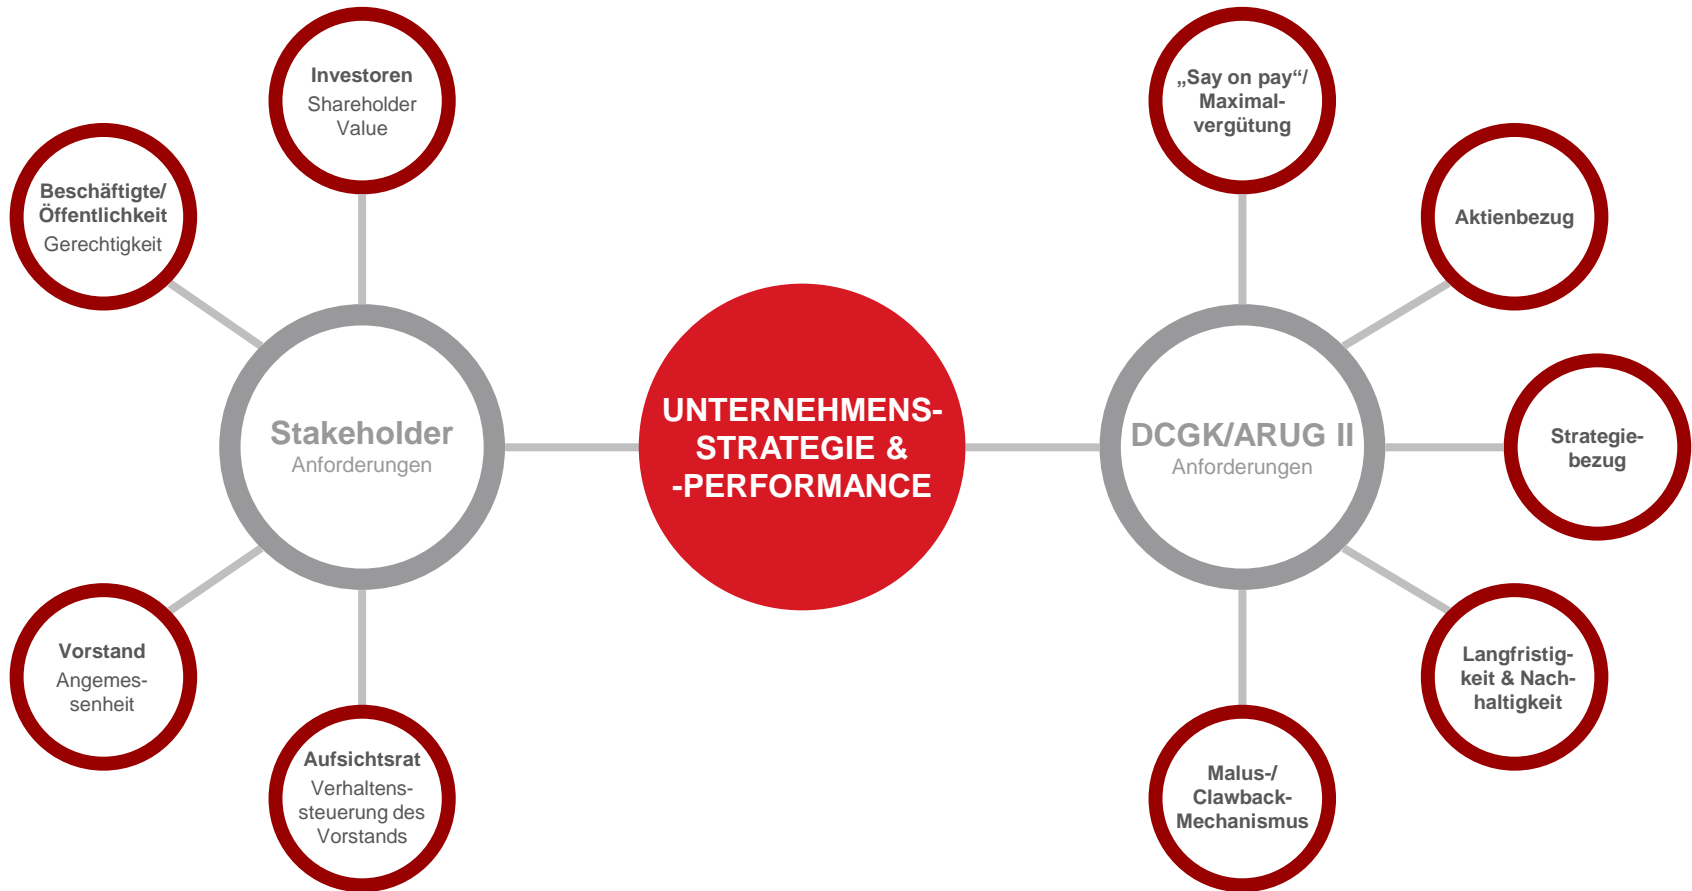 Investoren
Shareholder
Value
Beschäftigte/
Öffentlichkeit
Gerechtigkeit
Stakeholder
Anforderungen
Vorstand
Angemes-
senheit
Aufsichtsrat
Verhaltens-
steuerung des
Vorstands
UNTERNEHMENS-
STRATEGIE &
-PERFORMANCE
DCGK/ARUG II
Anforderungen
„Say on pay“/
Maximal-
vergütung
Aktienbezug
Strategie-
bezug
Langfristig-
keit & Nach-
haltigkeit
Malus-/
Clawback-
Mechanismus